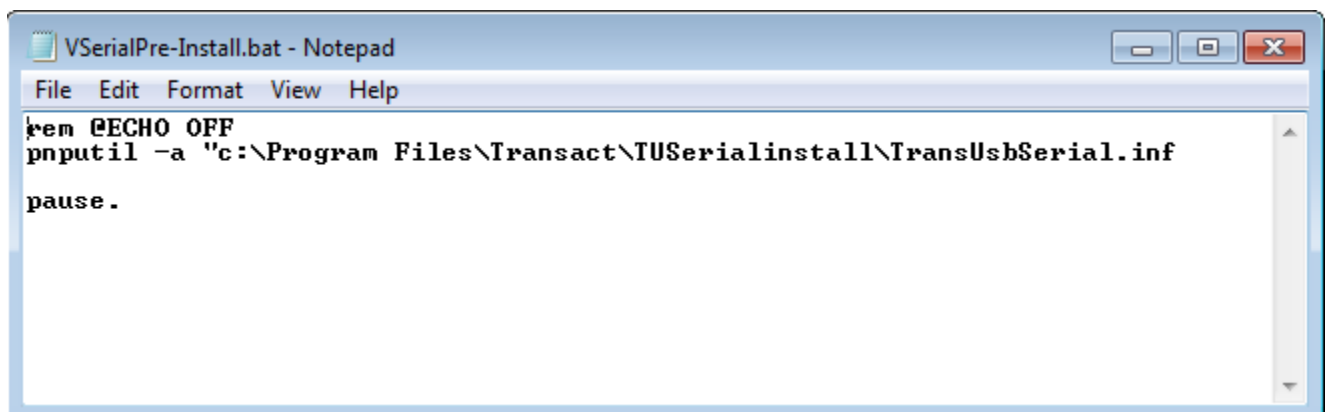 VSerialPre-Install.bat - Notepad
File Edit Format View Help
rem @ECHO OFF
pnputil -a "c:\Program Files\Transact\TUSerialinstall\TransUsbSerial.inf
pause.